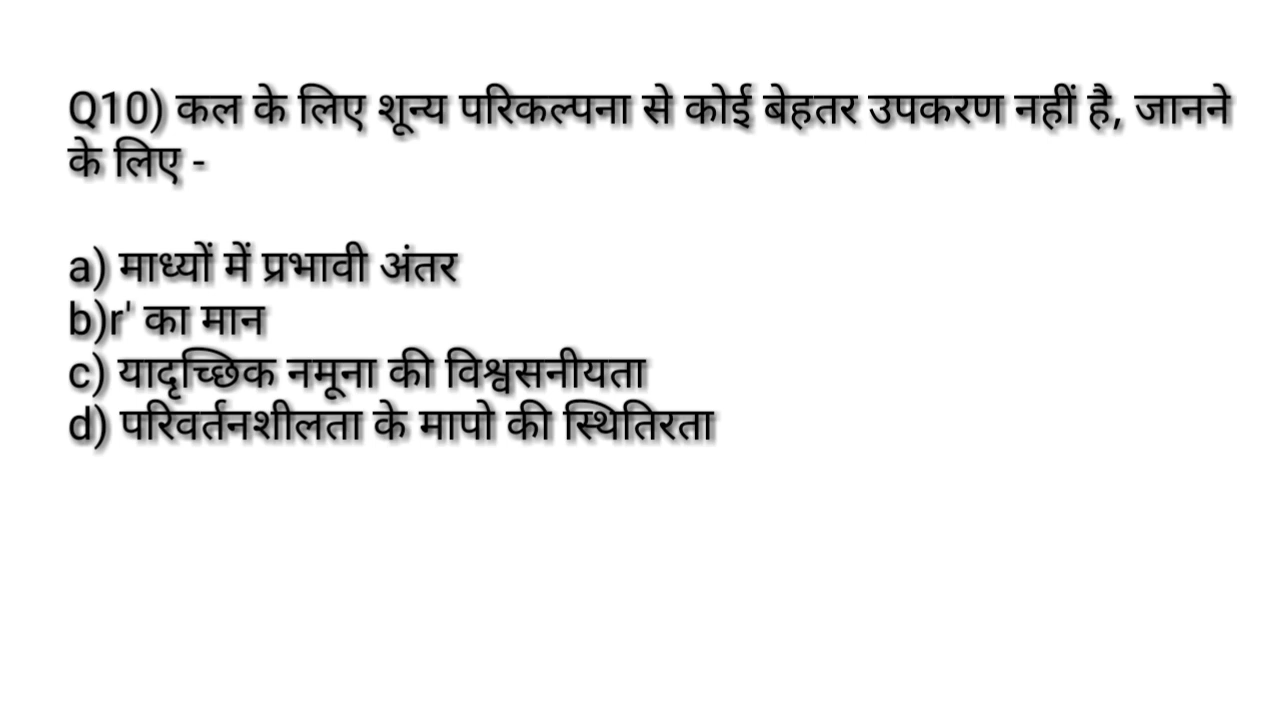 Q10) कल के लिए शून्य परिकल्पना से कोई बेहतर उपकरण नहीं है, जानने
के लिए -
a) माध्यों में प्रभावी अंतर
b)r' का मान
c) यादृच्छिक नमूना की विश्वसनीयता
d) परिवर्तनशीलता के मापो की स्थितिरता